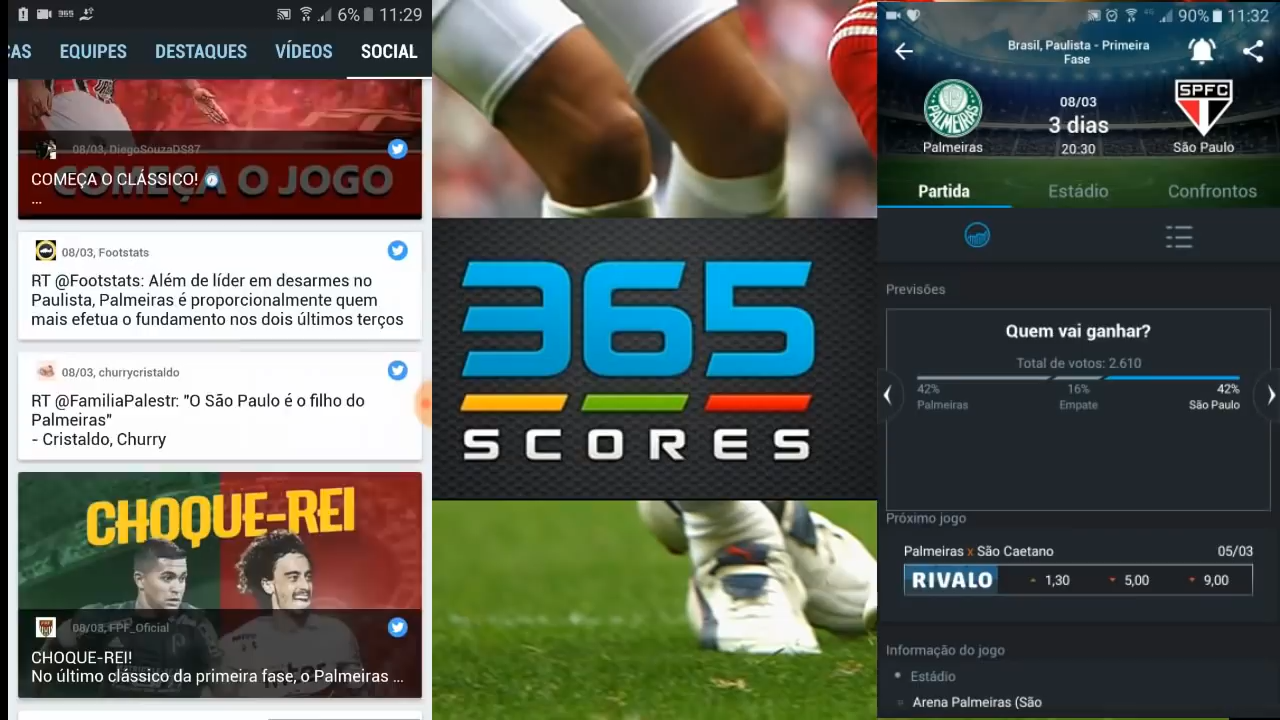 365
6% 11:29
CAS EQUIPES DESTAQUES VÍDEOS SOCIAL
08/03, DiegoSouzaDS87
COMEÇA O JOGO
COMEÇA O CLÁSSICO!
...
08/03, Footstats
RT @Footstats: Além de líder em desarmes no
Paulista, Palmeiras é proporcionalmente quem
mais efetua o fundamento nos dois últimos terços
08/03, churrycristaldo
RT @FamiliaPalestr: "O São Paulo é o filho do
Palmeiras"
- Cristaldo, Churry
CHOQUE-REI
08/03, FPF_Oficial
CHOQUE-REI!
No último clássico da primeira fase, o Palmeiras ...
365
SCORES
4G 90% 11:32
Brasil, Paulista - Primeira
Fase
PALMEIRAS
SPFC
08/03
3 dias
20:30
Palmeiras
São Paulo
Partida Estádio Confrontos
Previsões
Quem vai ganhar?
Total de votos: 2.610
42% 16% 42%
Palmeiras Empate São Paulo
Próximo jogo
Palmeiras x São Caetano 05/03
RIVALO 1,30 5,00 9,00
Informação do jogo
Estádio
Arena Palmeiras (São